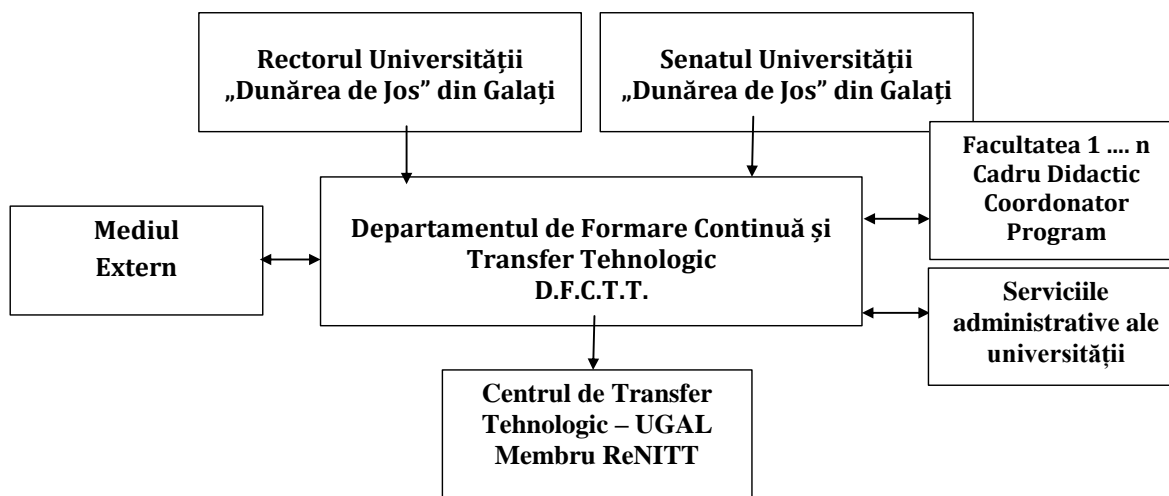 Rectorul Universității
„Dunărea de Jos” din Galați
Senatul Universității
„Dunărea de Jos” din Galați
Facultatea 1 .... n
Cadru Didactic
Coordonator
Program
Mediul
Extern
Departamentul de Formare Continuă și
Transfer Tehnologic
D.F.C.T.T.
Serviciile
administrative ale
universității
Centrul de Transfer
Tehnologic – UGAL
Membru ReNITT